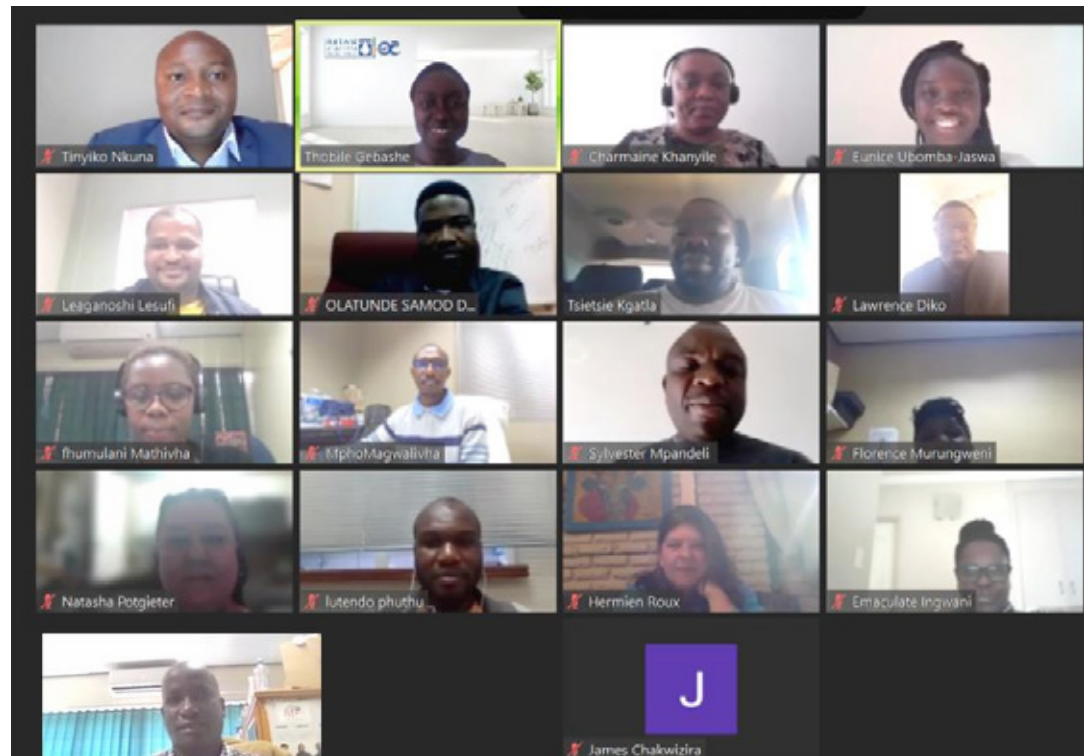 Tinyiko Nkuna
Thobile Gebashe
Charmaine Khanyile
Eunice Ubomba-Jaswa
Leaganoshi Lesufi
OLATUNDE SAMOD D...
Tsietsie Kgatla
Lawrence Diko
fhumulani Mathivha
MphoMagwalivha
Sylvester Mpandeli
Florence Murungweni
Natasha Potgieter
lutendo phuthu...
Hermien Roux
Emaculate Ingwani
J
James Chakwizira